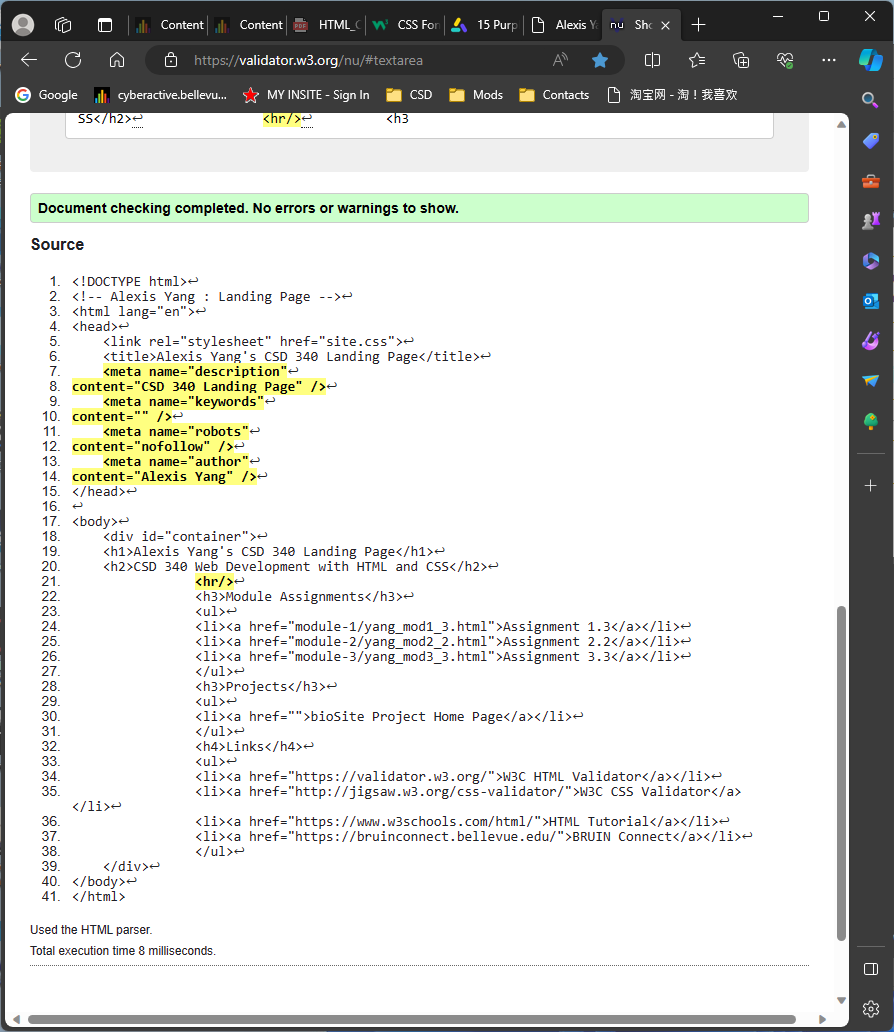 Content
Content
HTML_C
CSS For
15 Purp
Alexis Y
nu
Sho
https://validator.w3.org/nu/#textarea
Google
cyberactive.bellevu...
MY INSITE - Sign In
CSD
Mods
Contacts
淘宝网 - 淘！我喜欢
SS</h2>↩ <hr/>↩ <h3
Document checking completed. No errors or warnings to show.
Source
1. <!DOCTYPE html>↩
2. <!-- Alexis Yang : Landing Page -->↩
3. <html lang="en">↩
4. <head>↩
5. <link rel="stylesheet" href="site.css">↩
6. <title>Alexis Yang's CSD 340 Landing Page</title>↩
7. <meta name="description"↩
8. content="CSD 340 Landing Page" />↩
9. <meta name="keywords"↩
10. content="" />↩
11. <meta name="robots"↩
12. content="nofollow" />↩
13. <meta name="author"↩
14. content="Alexis Yang" />↩
15. </head>↩
16. ↩
17. <body>↩
18. <div id="container">↩
19. <h1>Alexis Yang's CSD 340 Landing Page</h1>↩
20. <h2>CSD 340 Web Development with HTML and CSS</h2>↩
21. <hr/>↩
22. <h3>Module Assignments</h3>↩
23. <ul>↩
24. <li><a href="module-1/yang_mod1_3.html">Assignment 1.3</a></li>↩
25. <li><a href="module-2/yang_mod2_2.html">Assignment 2.2</a></li>↩
26. <li><a href="module-3/yang_mod3_3.html">Assignment 3.3</a></li>↩
27. </ul>↩
28. <h3>Projects</h3>↩
29. <ul>↩
30. <li><a href="">bioSite Project Home Page</a></li>↩
31. </ul>↩
32. <h4>Links</h4>↩
33. <ul>↩
34. <li><a href="https://validator.w3.org/">W3C HTML Validator</a></li>↩
35. <li><a href="http://jigsaw.w3.org/css-validator/">W3C CSS Validator</a>
</li>↩
36. <li><a href="https://www.w3schools.com/html/">HTML Tutorial</a></li>↩
37. <li><a href="https://bruinconnect.bellevue.edu/">BRUIN Connect</a></li>↩
38. </ul>↩
39. </div>↩
40. </body>↩
41. </html>
Used the HTML parser.
Total execution time 8 milliseconds.